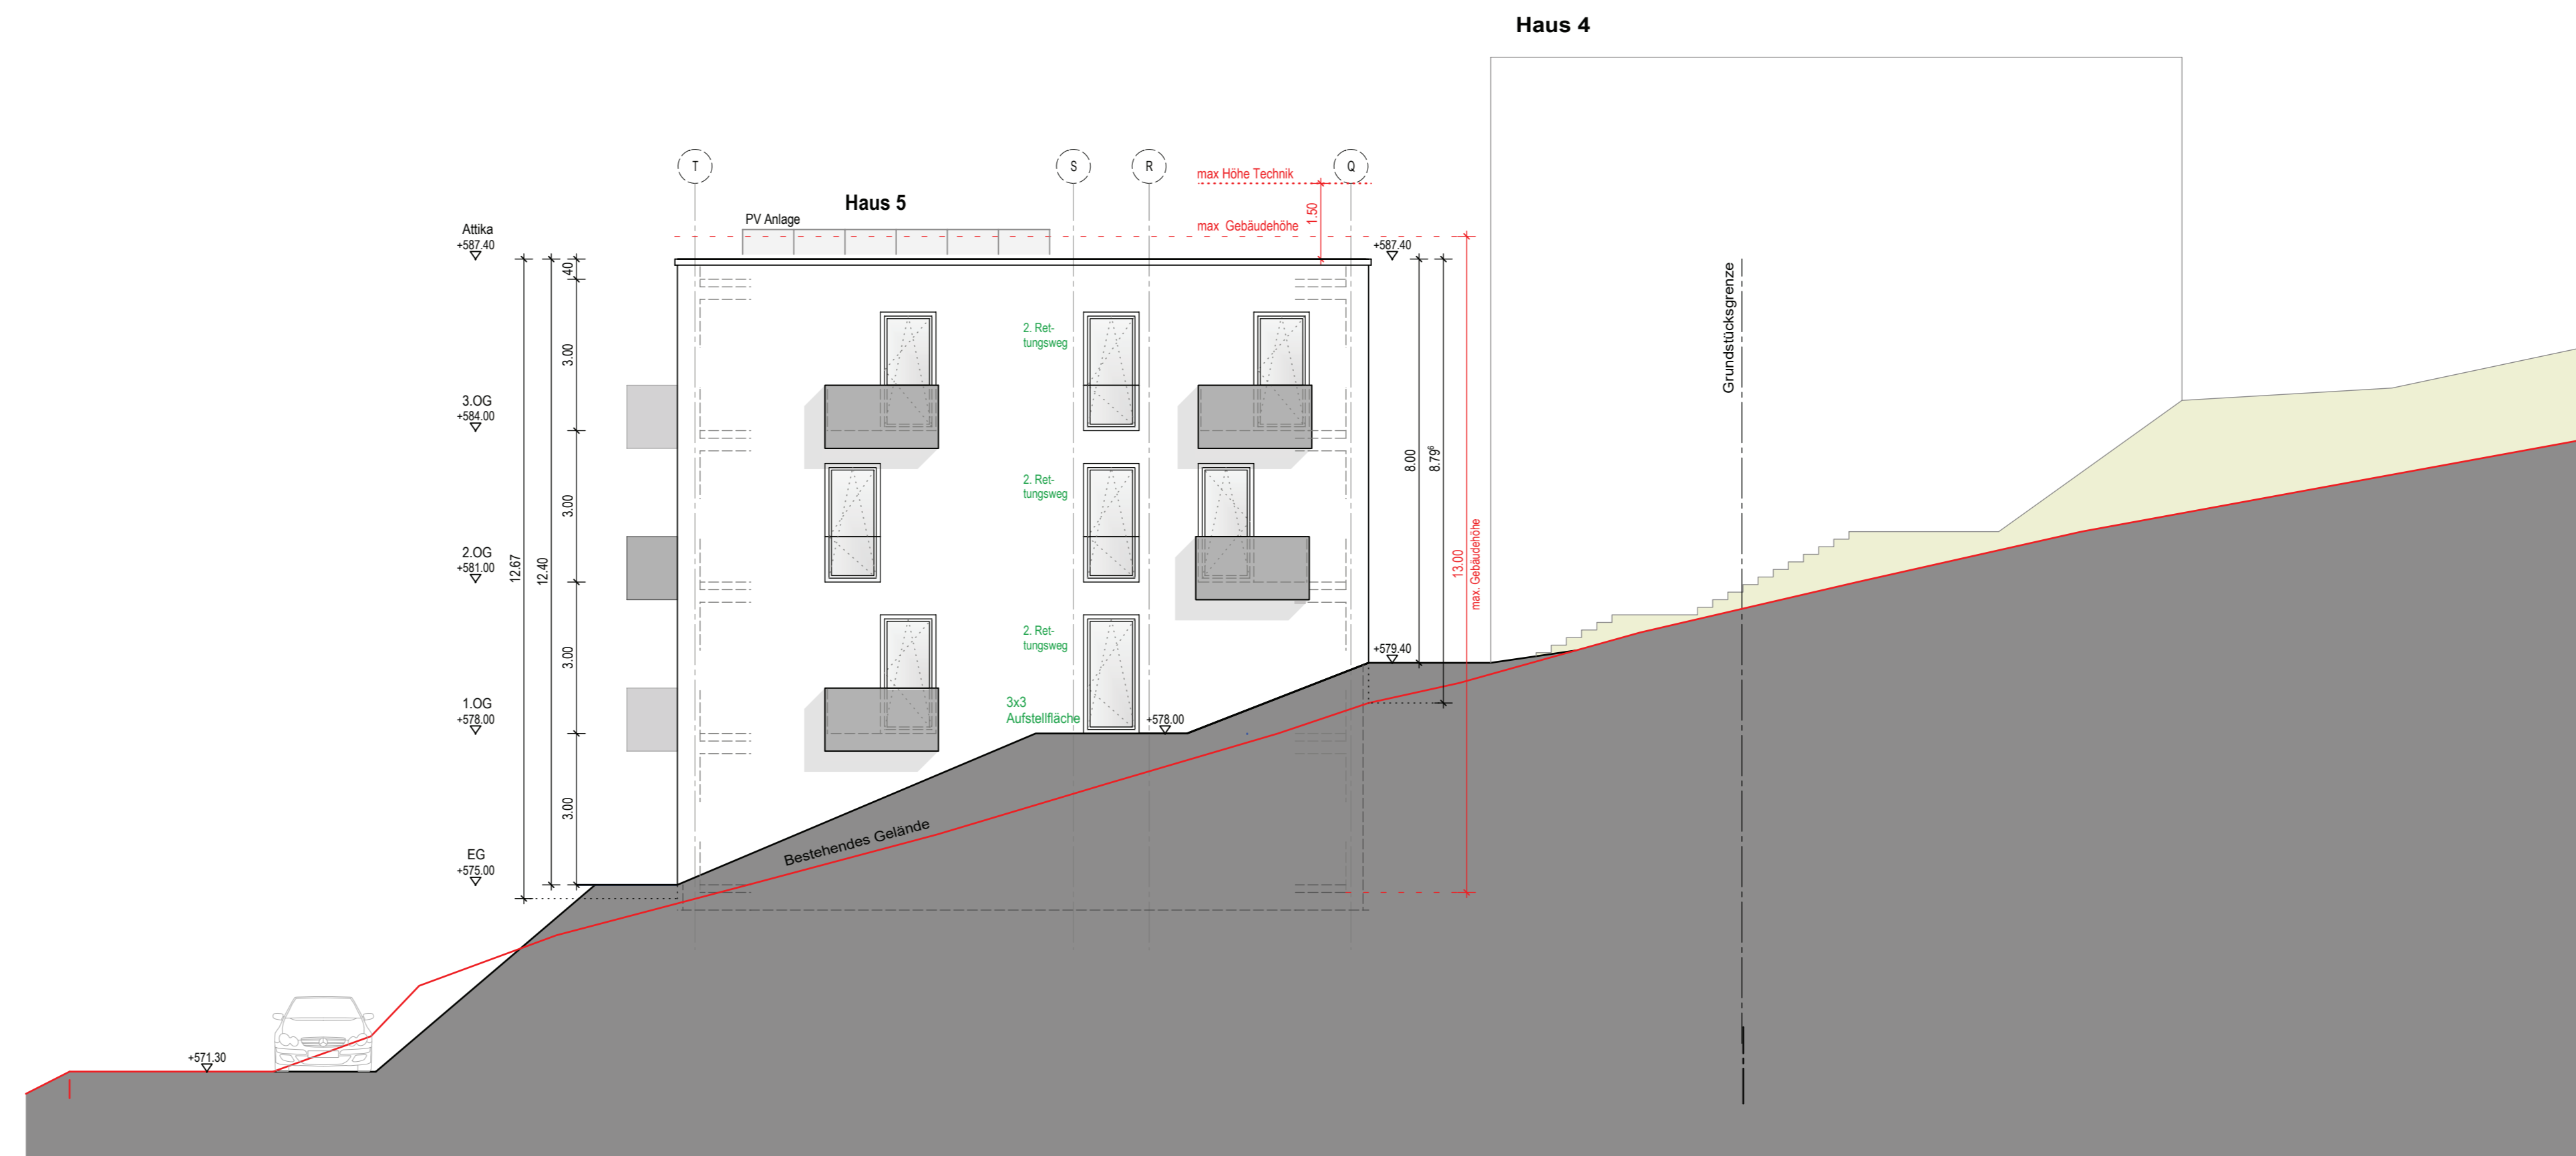 Haus 4
T
S
R
Q
max Höhe Technik
Haus 5
1.50
PV Anlage
max Gebäudehöhe
Attika
+587.40
+587.40
40
3.00
2. Ret-
tungsweg
Grundstücksgrenze
3.OG
+584.00
8.00
8.79⁶
2. Ret-
tungsweg
3.00
2.OG
+581.00
12.67
12.40
13.00
max. Gebäudehöhe
2. Ret-
tungsweg
3.00
+579.40
1.OG
+578.00
3x3
Aufstellfläche
+578.00
3.00
Bestehendes Gelände
EG
+575.00
+571.30